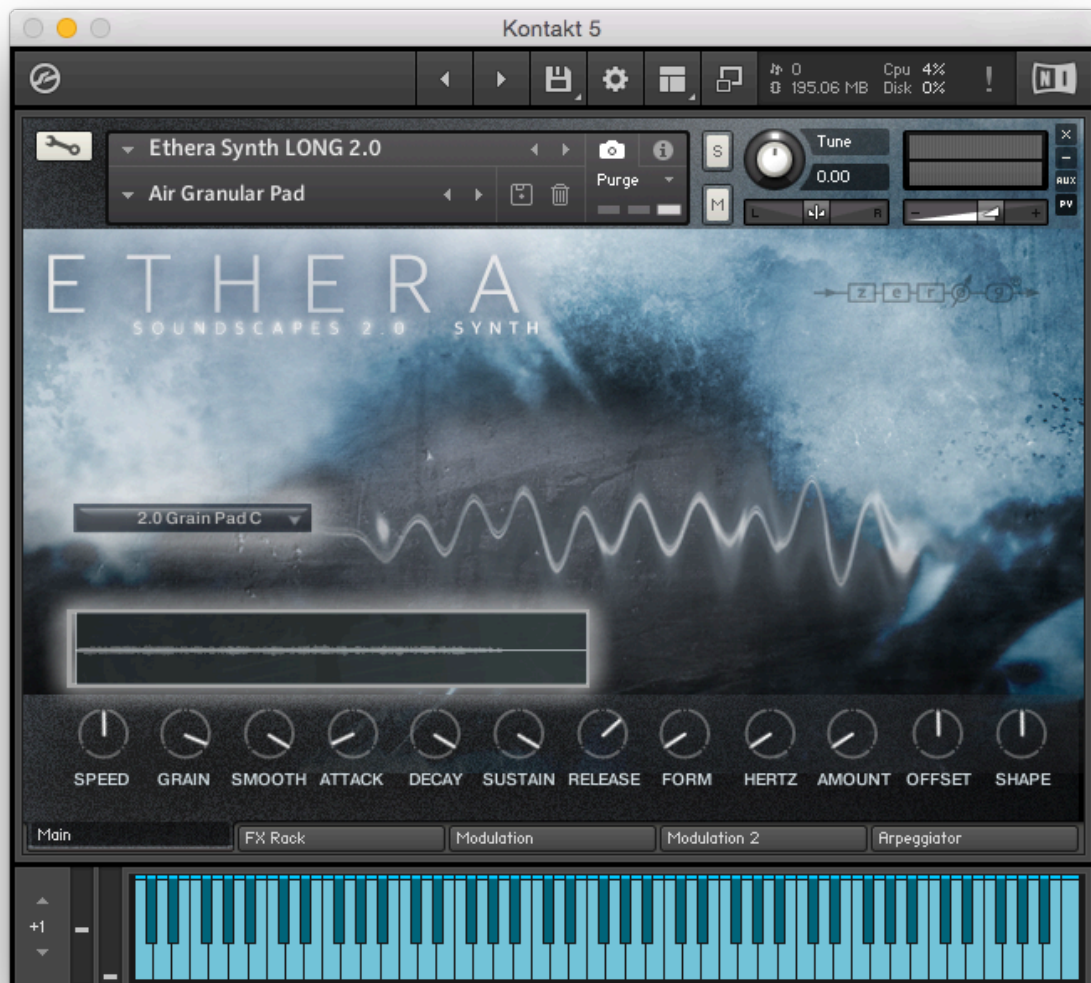 Kontakt 5
0 Cpu 4%
195.06 MB Disk 0% ! NI
Ethera Synth LONG 2.0 i S Tune x
Purge 0.00 AUX
Air Granular Pad M L R - + PV
ETHERA
SOUNDSCAPES 2.0 SYNTH
z e r o g
2.0 Grain Pad C
SPEED GRAIN SMOOTH ATTACK DECAY SUSTAIN RELEASE FORM HERTZ AMOUNT OFFSET SHAPE
Main FX Rack Modulation Modulation 2 Arpeggiator
+1